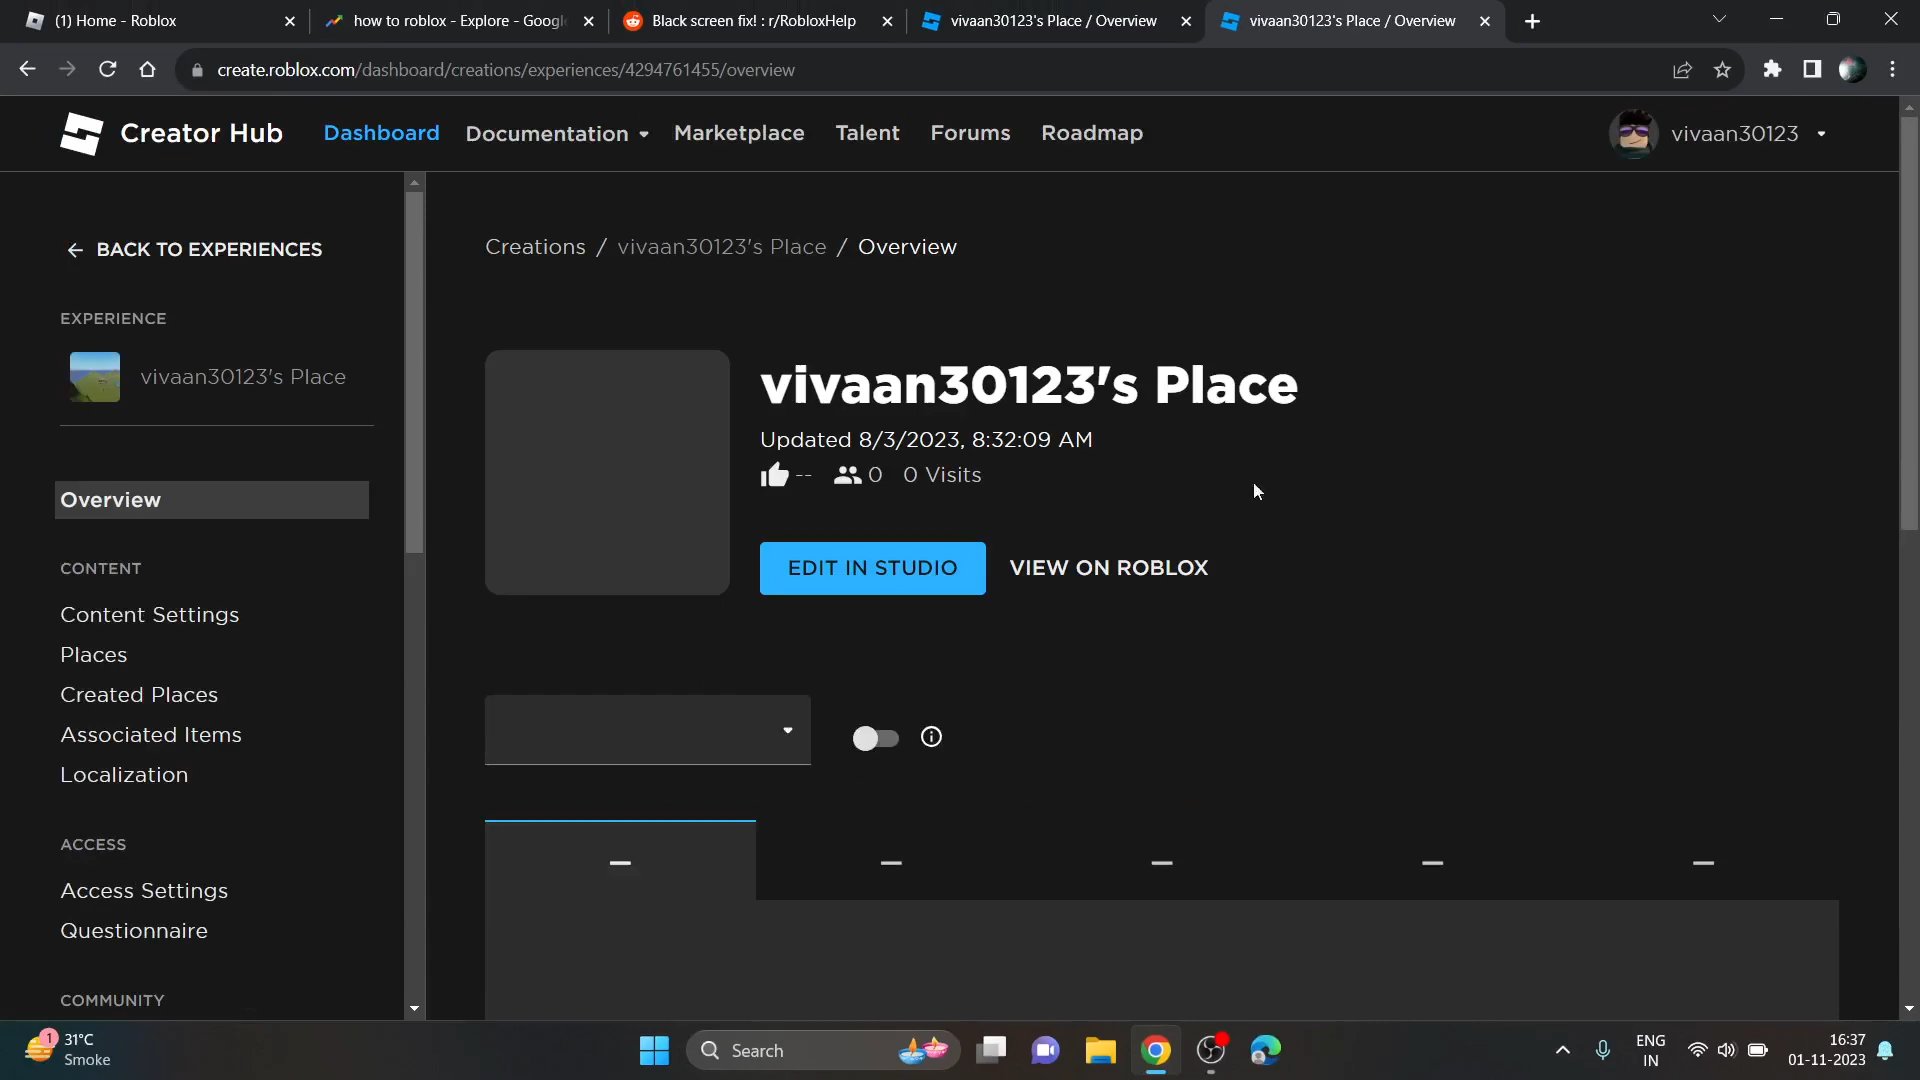 (1) Home - Roblox
how to roblox - Explore - Googl
Black screen fix! : r/RobloxHelp
vivaan30123's Place / Overview
vivaan30123's Place / Overview
create.roblox.com/dashboard/creations/experiences/4294761455/overview
Creator Hub
Dashboard
Documentation
Marketplace
Talent
Forums
Roadmap
vivaan30123
BACK TO EXPERIENCES
EXPERIENCE
vivaan30123's Place
Overview
CONTENT
Content Settings
Places
Created Places
Associated Items
Localization
ACCESS
Access Settings
Questionnaire
COMMUNITY
Creations / vivaan30123's Place / Overview
vivaan30123's Place
Updated 8/3/2023, 8:32:09 AM
-- 0 0 Visits
EDIT IN STUDIO
VIEW ON ROBLOX
1
31°C
Smoke
Search
ENG
IN
16:37
01-11-2023